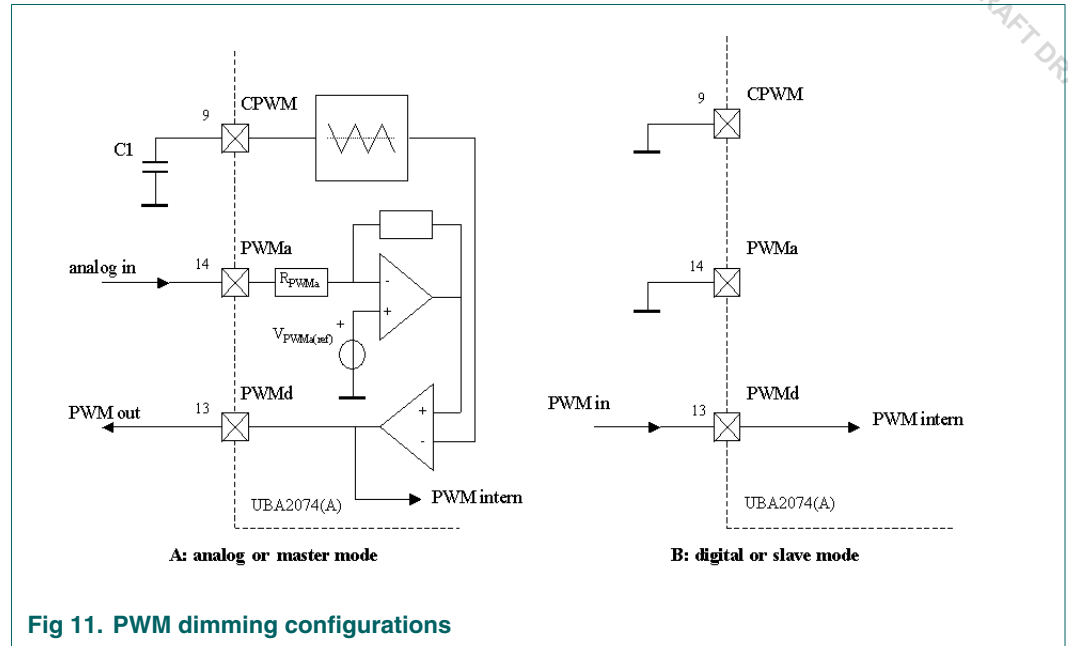 RAFT DRA
9
CPWM
C1
PWMa
analog in
14
RPWMa
-
+
+
VPWMa(ref)
PWMd
PWM out
13
+
-
PWM intern
UBA2074(A)
A: analog or master mode
9
CPWM
PWMa
14
PWMd
PWM in
13
PWM intern
UBA2074(A)
B: digital or slave mode
Fig 11. PWM dimming configurations